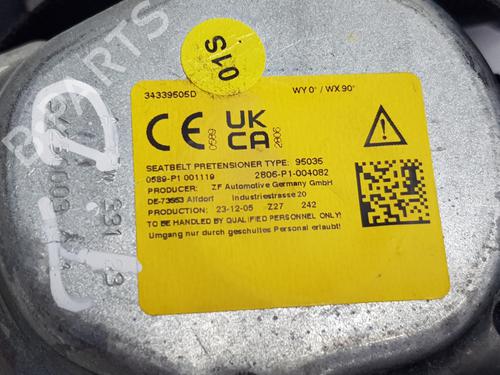 01S
34339505D WY 0° / WX 90°
CE 0589 UK CA 2806
SEATBELT PRETENSIONER TYPE: 95035
0589-P1 001119 2806-P1-004082
PRODUCER: ZF Automotive Germany GmbH
DE-73553 Alfdorf Industriestrasse 20
PRODUCTION: 23-12-05 Z27 242
TO BE HANDLED BY QUALIFIED PERSONNEL ONLY!
Umgang nur durch geschultes Personal erlaubt!